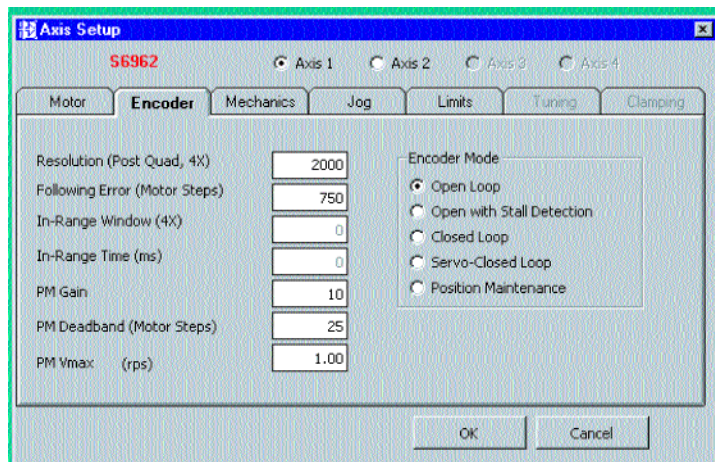 Axis Setup
S6962 Axis 1 Axis 2 Axis 3 Axis 4
Motor Encoder Mechanics Jog Limits Tuning Clamping
Resolution (Post Quad, 4X) 2000
Following Error (Motor Steps) 750
In-Range Window (4X) 0
In-Range Time (ms) 0
PM Gain 10
PM Deadband (Motor Steps) 25
PM Vmax (rps) 1.00
Encoder Mode
Open Loop
Open with Stall Detection
Closed Loop
Servo-Closed Loop
Position Maintenance
OK Cancel